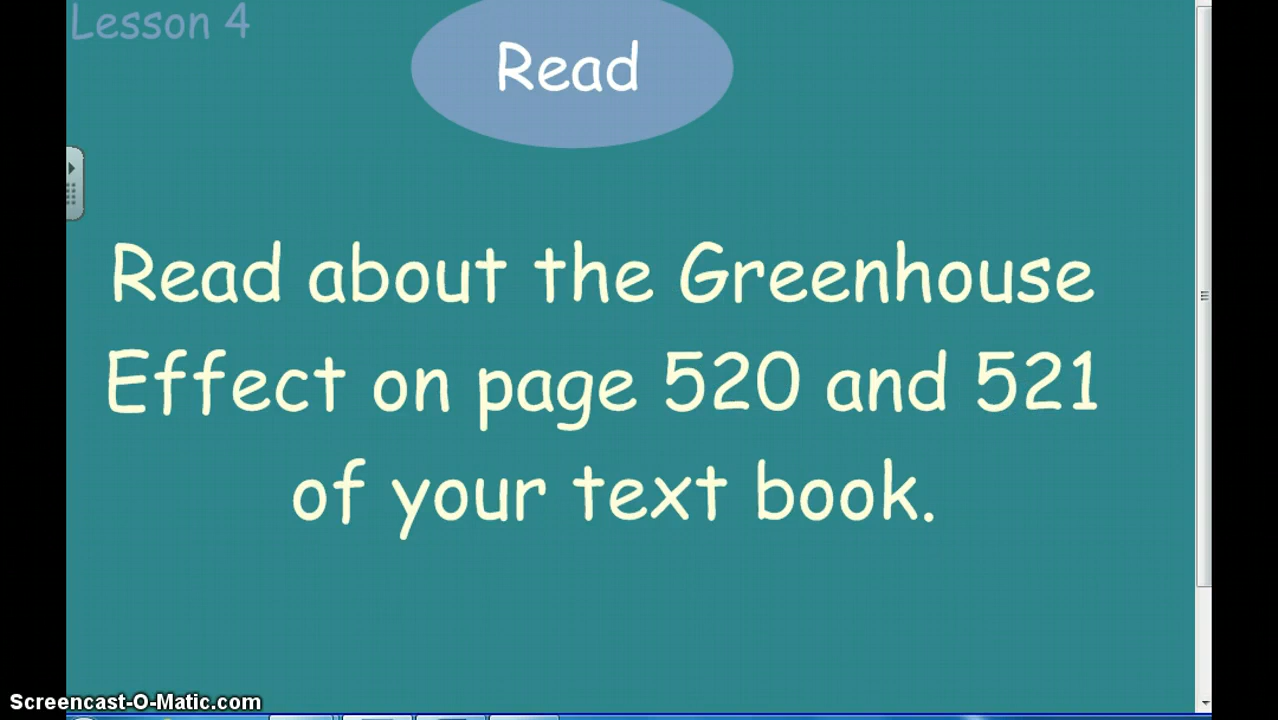 Lesson 4
Read
Read about the Greenhouse
Effect on page 520 and 521
of your text book.
Screencast-O-Matic.com